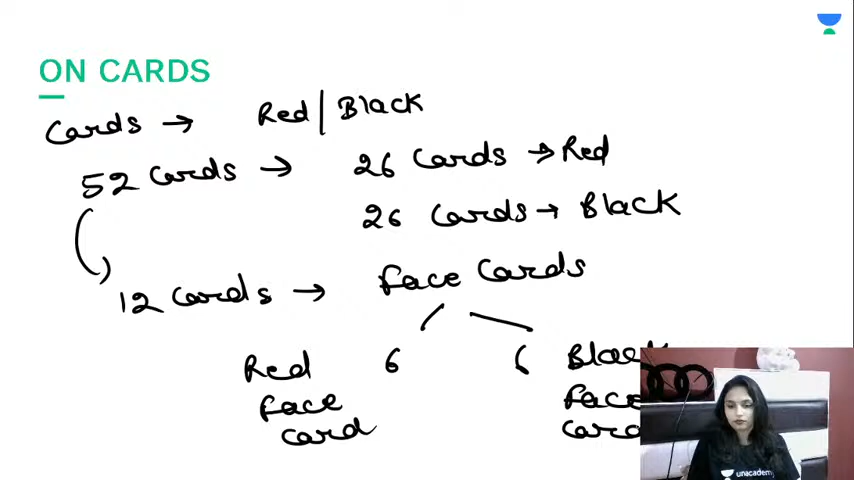 ON CARDS
Cards → Red | Black
52 Cards → 26 Cards → Red
26 Cards → Black
12 Cards → Face Cards
Red 6 6 Black
Face Face
Card Card
unacademy